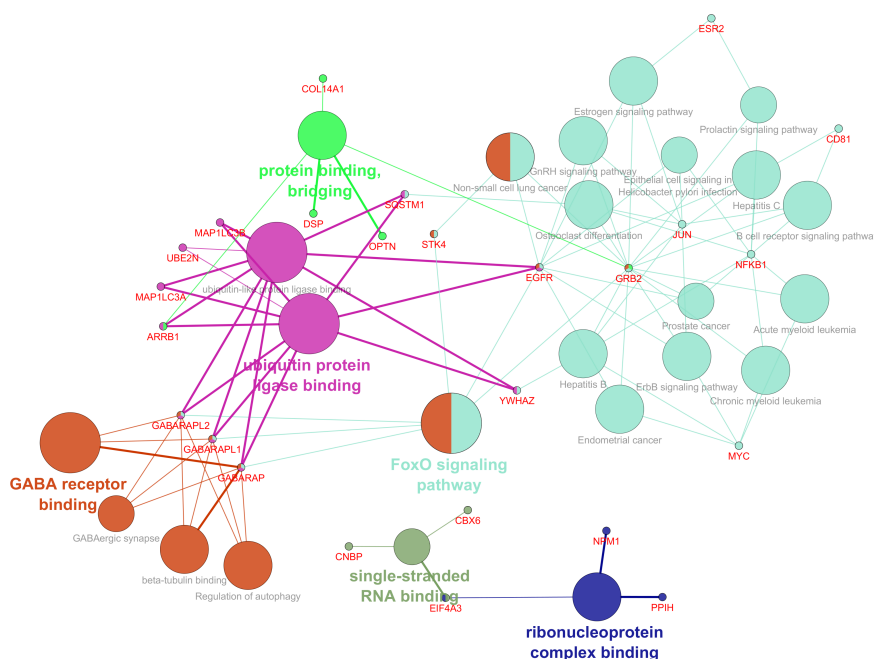 ESR2
Estrogen signaling pathway
COL14A1
Prolactin signaling pathway
CD81
protein binding,
bridging
GnRH signaling pathway
Non-small cell lung cancer
Epithelial cell signaling in
Helicobacter pylori infection
Hepatitis C
SQSTM1
DSP
OPTN
STK4
Osteoclast differentiation
JUN
B cell receptor signaling pathwa
MAP1LC3B
UBE2N
ubiquitin-like protein ligase binding
EGFR
GRB2
NFKB1
MAP1LC3A
Prostate cancer
Acute myeloid leukemia
ARRB1
ubiquitin protein
ligase binding
Hepatitis B
ErbB signaling pathway
Chronic myeloid leukemia
YWHAZ
GABARAPL2
GABARAPL1
GABARAP
Endometrial cancer
MYC
FoxO signaling
pathway
GABA receptor
binding
GABAergic synapse
beta-tubulin binding
Regulation of autophagy
CBX6
CNBP
NPM1
single-stranded
RNA binding
EIF4A3
PPIH
ribonucleoprotein
complex binding